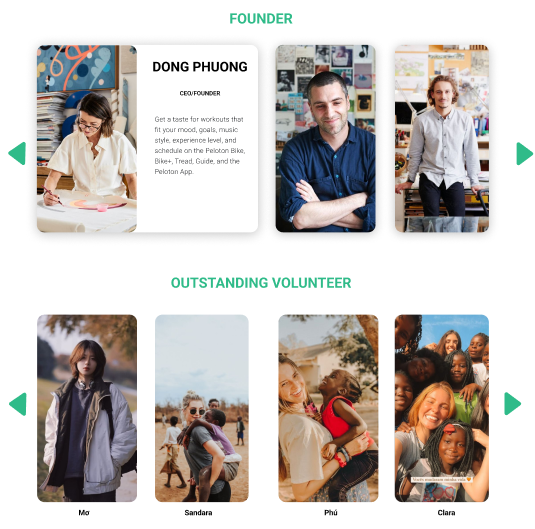 FOUNDER
DONG PHUONG
CEO/FOUNDER
Get a taste for workouts that
fit your mood, goals, music
style, experience level, and
schedule on the Peloton Bike,
Bike+, Tread, Guide, and the
Peloton App.
OUTSTANDING VOLUNTEER
Mơ
Sandara
Phú
Clara